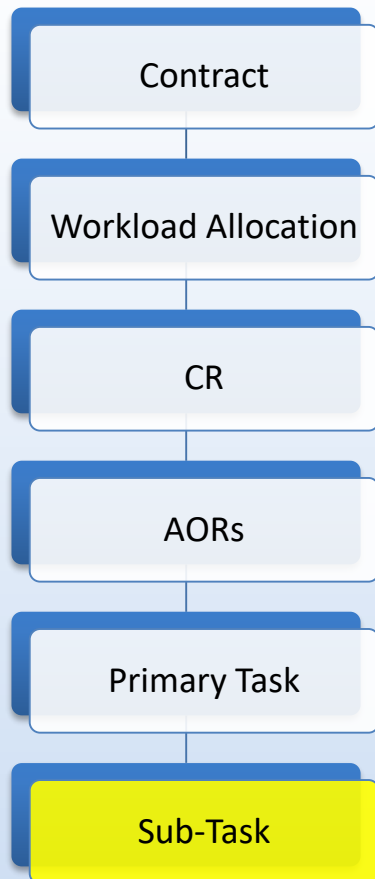 Contract
Workload Allocation
CR
AORs
Primary Task
Sub-Task